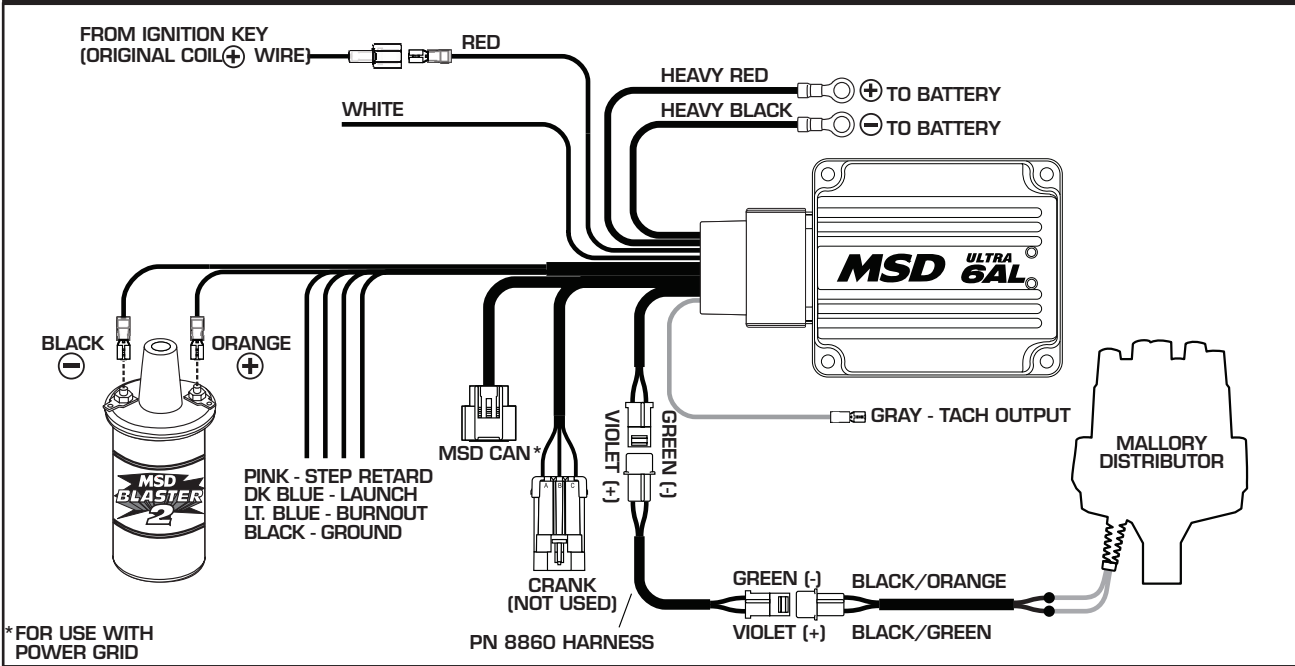 FROM IGNITION KEY
(ORIGINAL COIL⊕ WIRE)
RED
WHITE
HEAVY RED
⊕ TO BATTERY
HEAVY BLACK
⊖ TO BATTERY
MSD ULTRA
6AL
BLACK
⊖
ORANGE
⊕
MSD
BLASTER
2
PINK - STEP RETARD
DK BLUE - LAUNCH
LT. BLUE - BURNOUT
BLACK - GROUND
MSD CAN*
A B C
CRANK
(NOT USED)
VIOLET (+)
GREEN (-)
GRAY - TACH OUTPUT
MALLORY
DISTRIBUTOR
GREEN (-)
VIOLET (+)
BLACK/ORANGE
BLACK/GREEN
PN 8860 HARNESS
*FOR USE WITH
POWER GRID